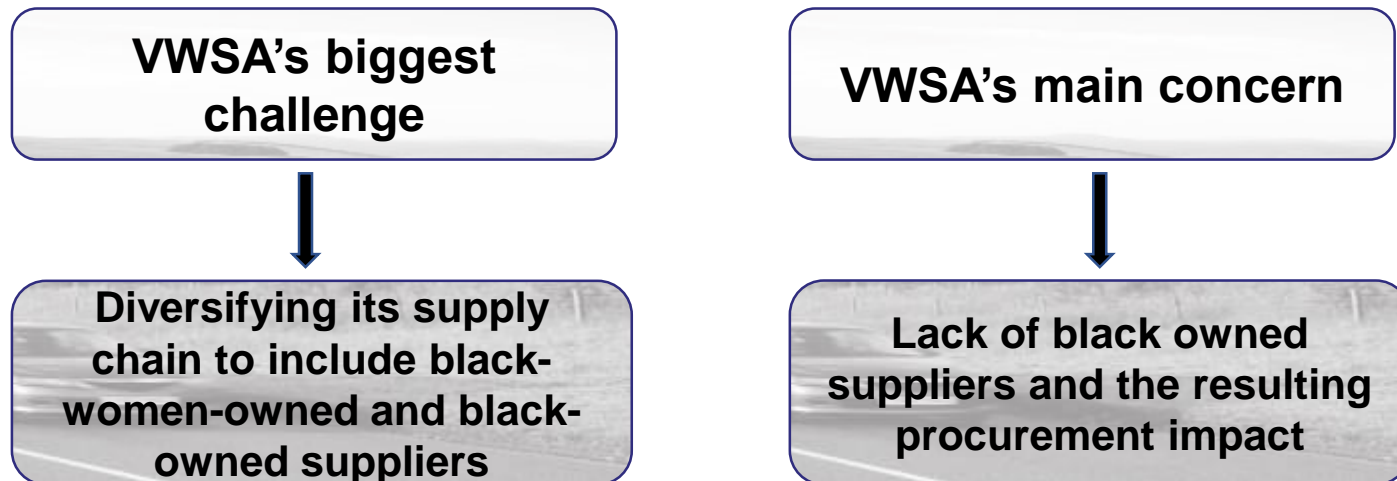 VWSA’s biggest
challenge
Diversifying its supply
chain to include black-
women-owned and black-
owned suppliers
VWSA’s main concern
Lack of black owned
suppliers and the resulting
procurement impact